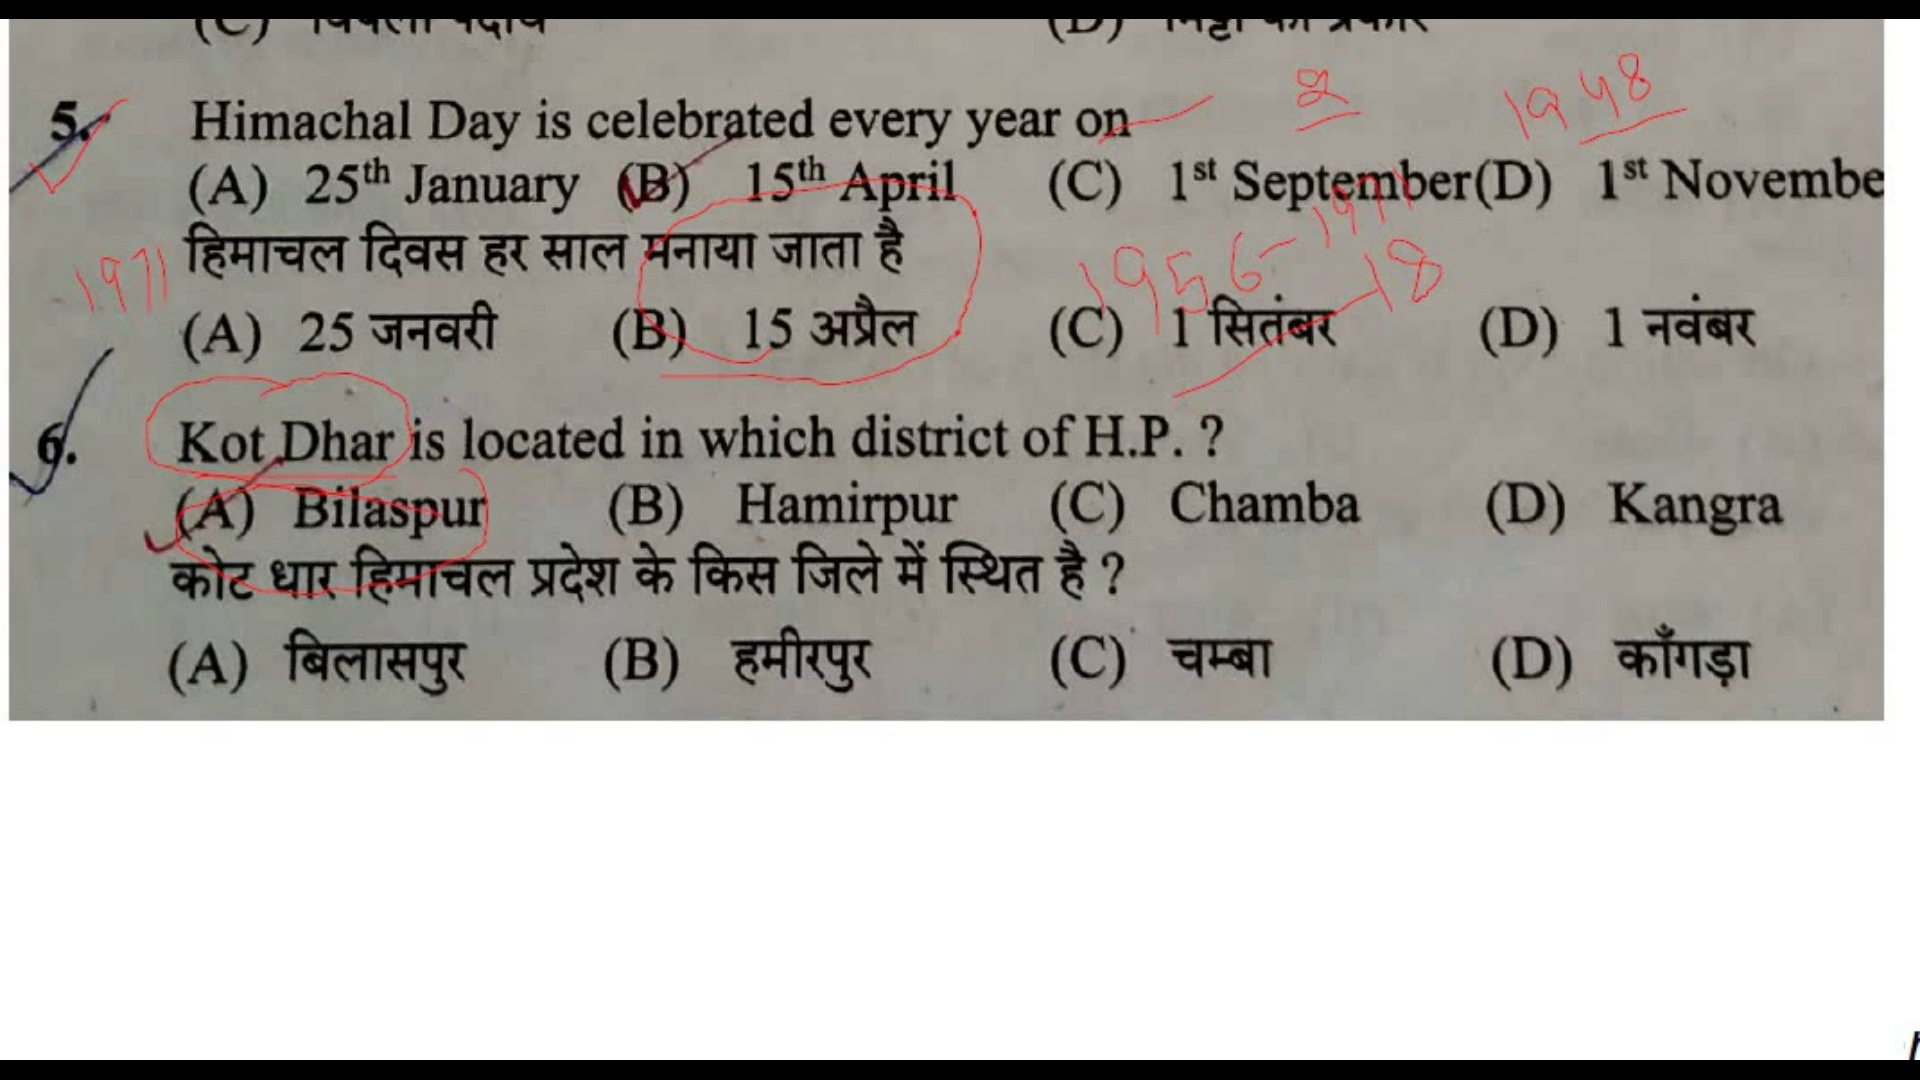 5. Himachal Day is celebrated every year on
(A) 25th January (B) 15th April (C) 1st September (D) 1st Novembe
हिमाचल दिवस हर साल मनाया जाता है
(A) 25 जनवरी (B) 15 अप्रैल (C) 1 सितंबर (D) 1 नवंबर
6. Kot Dhar is located in which district of H.P. ?
(A) Bilaspur (B) Hamirpur (C) Chamba (D) Kangra
कोट धार हिमाचल प्रदेश के किस जिले में स्थित है ?
(A) बिलासपुर (B) हमीरपुर (C) चम्बा (D) काँगड़ा
1948
1971
1956-1971
18